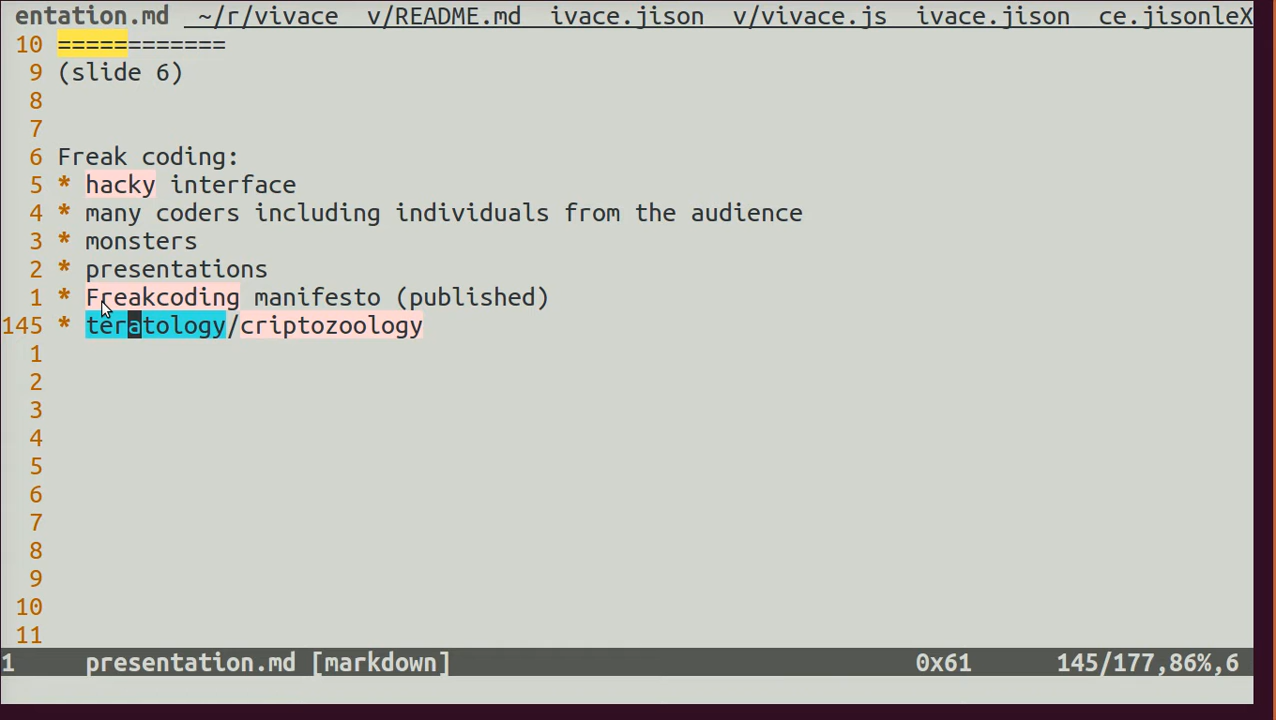 entation.md ~/r/vivace v/README.md ivace.jison v/vivace.js ivace.jison ce.jisonleX
10 ============
9 (slide 6)
8
7
6 Freak coding:
5 * hacky interface
4 * many coders including individuals from the audience
3 * monsters
2 * presentations
1 * Freakcoding manifesto (published)
145 * teratology/criptozoology
1
2
3
4
5
6
7
8
9
10
11
1 presentation.md [markdown] 0x61 145/177,86%,6